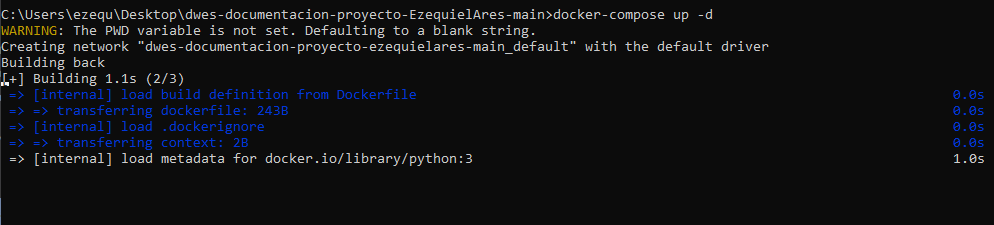 C:\Users\ezequ\Desktop\dwes-documentacion-proyecto-EzequielAres-main>docker-compose up -d
WARNING: The PWD variable is not set. Defaulting to a blank string.
Creating network "dwes-documentacion-proyecto-ezequielares-main_default" with the default driver
Building back
[+] Building 1.1s (2/3)
=> [internal] load build definition from Dockerfile 0.0s
=> => transferring dockerfile: 243B 0.0s
=> [internal] load .dockerignore 0.0s
=> => transferring context: 2B 0.0s
=> [internal] load metadata for docker.io/library/python:3 1.0s